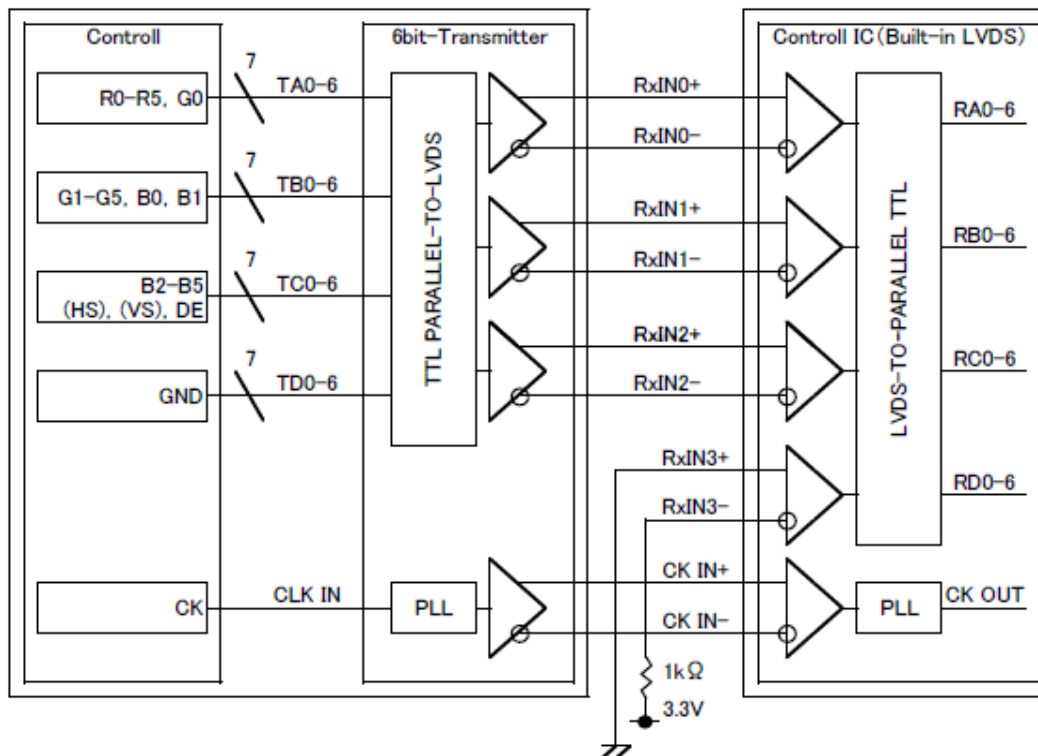 Controll
6bit-Transmitter
Controll IC(Built-in LVDS)
R0-R5, G0
7
TA0-6
RxIN0+
RxIN0-
RA0-6
G1-G5, B0, B1
7
TB0-6
RxIN1+
RxIN1-
RB0-6
B2-B5
(HS), (VS), DE
7
TC0-6
RxIN2+
RxIN2-
RC0-6
GND
7
TD0-6
RxIN3+
RxIN3-
RD0-6
TTL PARALLEL-TO-LVDS
LVDS-TO-PARALLEL TTL
CK
CLK IN
PLL
CK IN+
CK IN-
PLL
CK OUT
1kΩ
3.3V